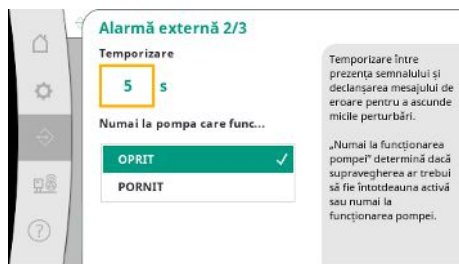 Alarmă externă 2/3
Temporizare
5 s
Numai la pompa care func...
OPRIT
PORNIT
Temporizare între
prezența semnalului și
declanșarea mesajului de
eroare pentru a ascunde
micile perturbări.
„Numai la funcționarea
pompei” determină dacă
supravegherea ar trebui
să fie întotdeauna activă
sau numai la
funcționarea pompei.